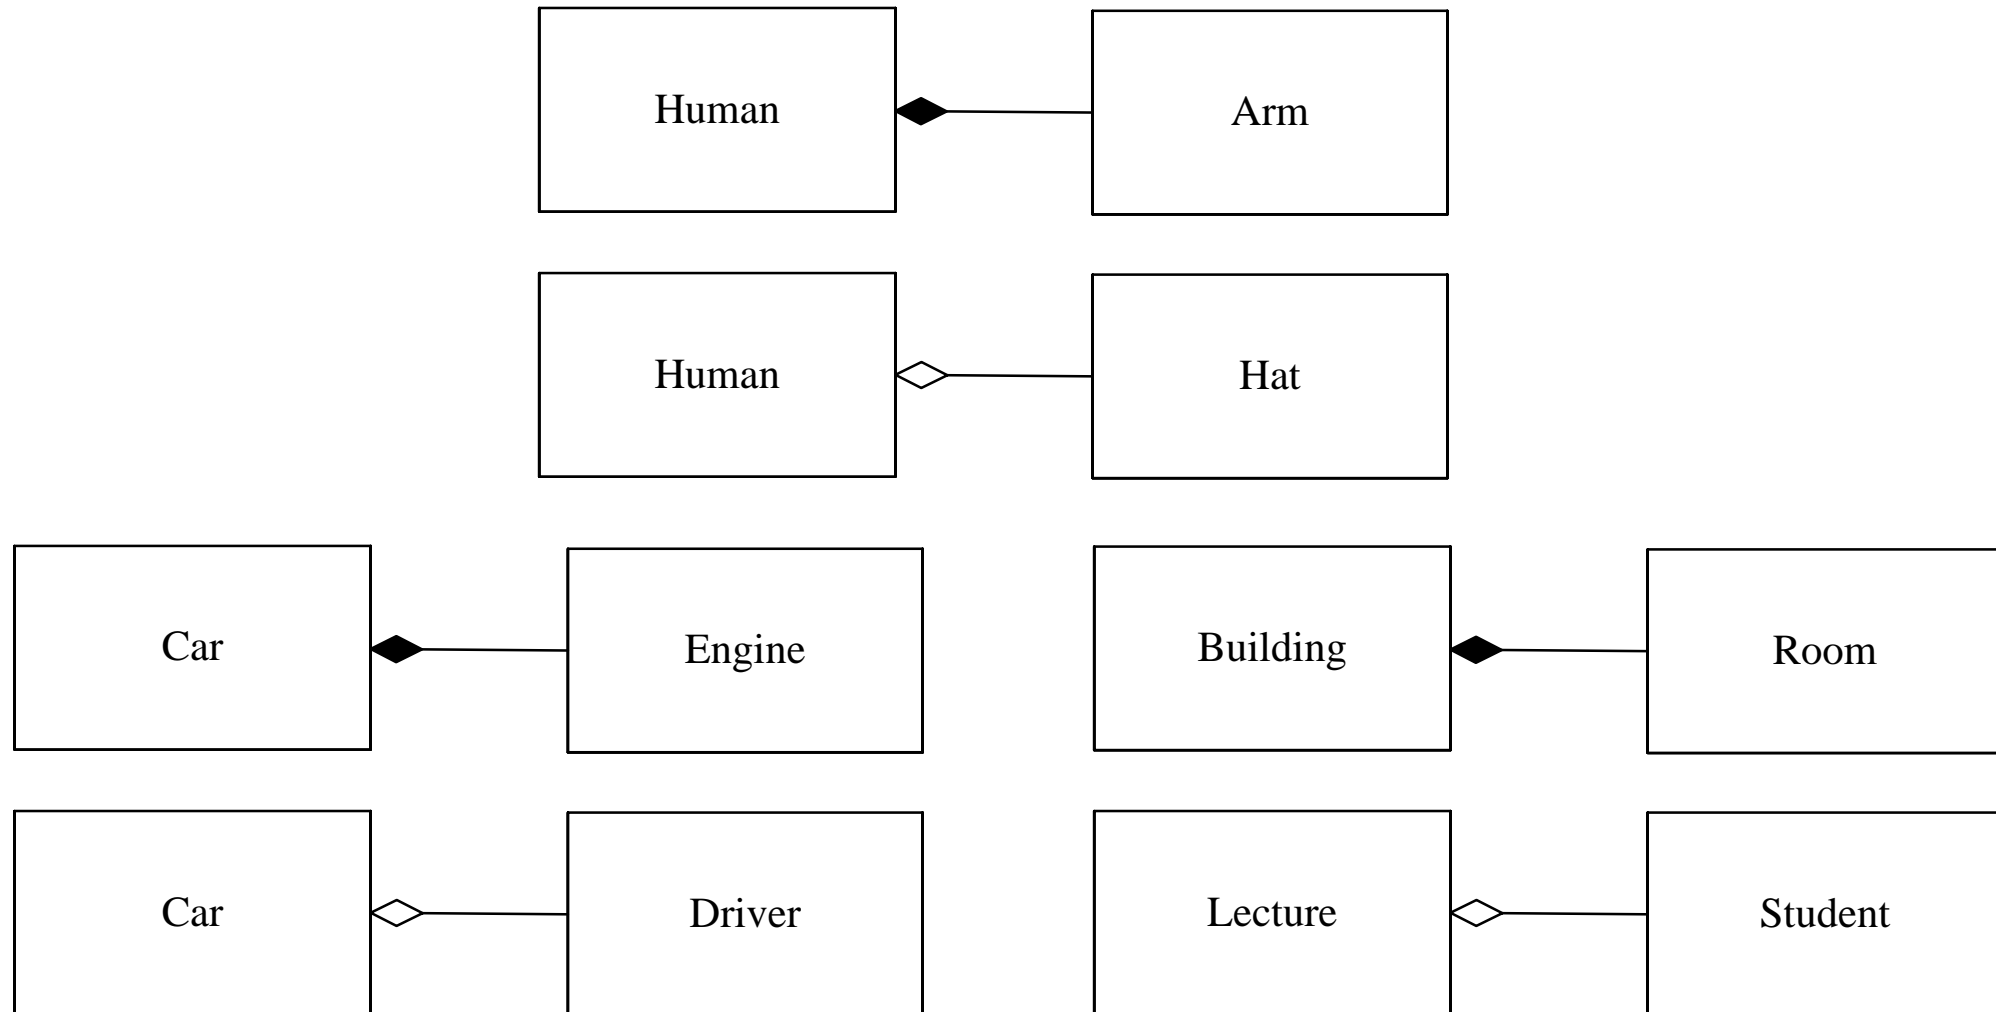 Human
Arm
Human
Hat
Car
Engine
Building
Room
Car
Driver
Lecture
Student